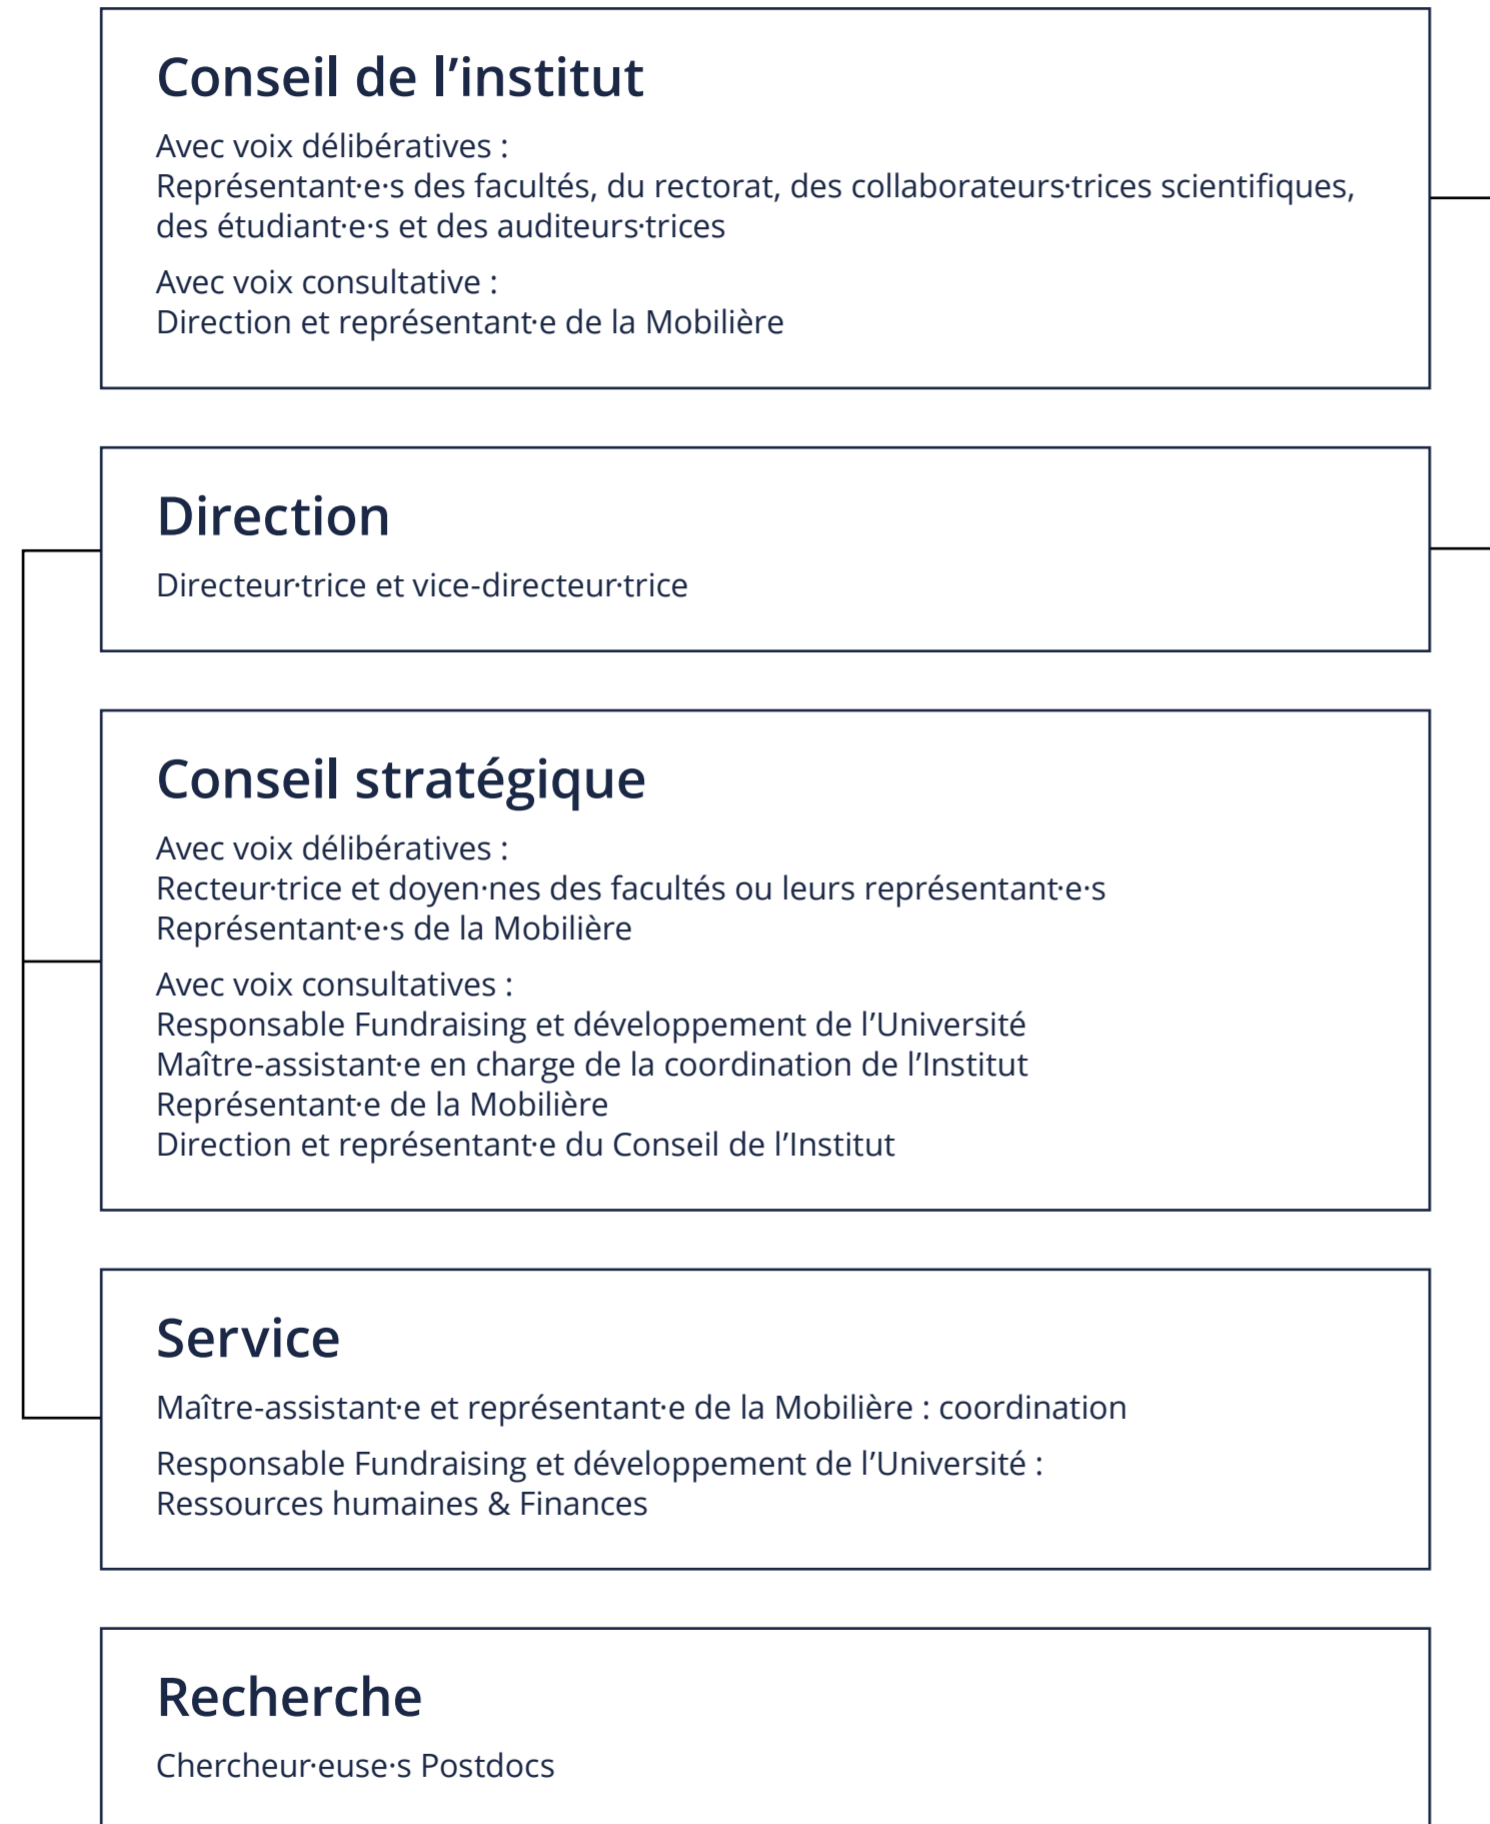 Conseil de l’institut
Avec voix délibératives :
Représentant·e·s des facultés, du rectorat, des collaborateurs·trices scientifiques,
des étudiant·e·s et des auditeurs·trices
Avec voix consultative :
Direction et représentant·e de la Mobilière
Direction
Directeur·trice et vice-directeur·trice
Conseil stratégique
Avec voix délibératives :
Recteur·trice et doyen·nes des facultés ou leurs représentant·e·s
Représentant·e·s de la Mobilière
Avec voix consultatives :
Responsable Fundraising et développement de l’Université
Maître-assistant·e en charge de la coordination de l’Institut
Représentant·e de la Mobilière
Direction et représentant·e du Conseil de l’Institut
Service
Maître-assistant·e et représentant·e de la Mobilière : coordination
Responsable Fundraising et développement de l’Université :
Ressources humaines & Finances
Recherche
Chercheur·euse·s Postdocs